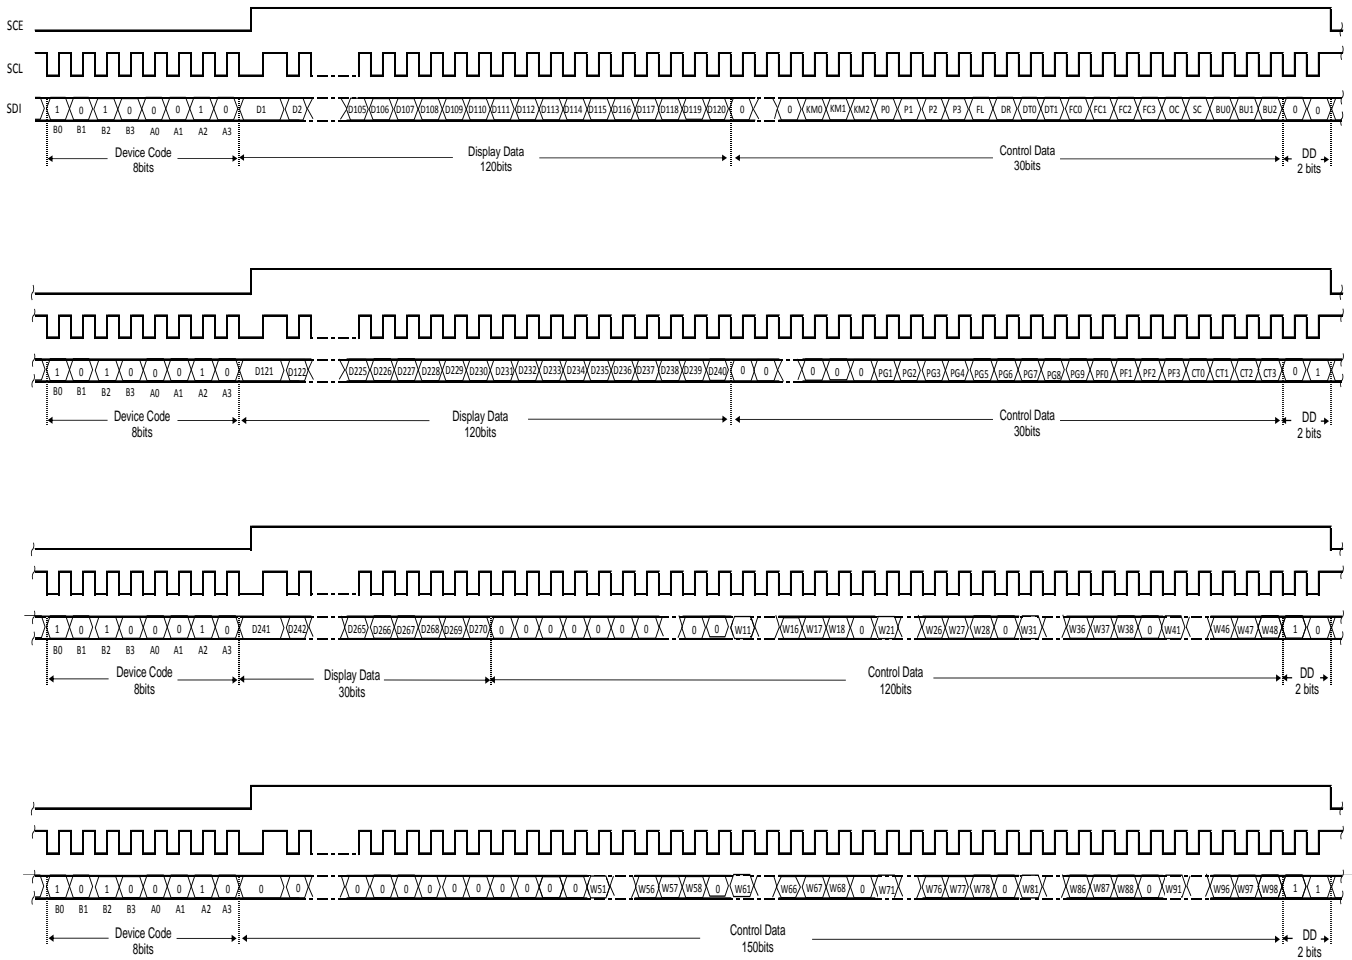 SCE
SCL
SDI 1 0 1 0 0 0 1 0 D1 D2 D105 D106 D107 D108 D109 D110 D111 D112 D113 D114 D115 D116 D117 D118 D119 D120 0 0 KM0 KM1 KM2 P0 P1 P2 P3 FL DR DT0 DT1 FC0 FC1 FC2 FC3 OC SC BU0 BU1 BU2 0 0
B0 B1 B2 B3 A0 A1 A2 A3
Device Code Display Data Control Data DD
8bits 120bits 30bits 2 bits
1 0 1 0 0 0 1 0 D121 D122 D225 D226 D227 D228 D229 D230 D231 D232 D233 D234 D235 D236 D237 D238 D239 D240 0 0 0 0 0 PG1 PG2 PG3 PG4 PG5 PG6 PG7 PG8 PG9 PF0 PF1 PF2 PF3 CT0 CT1 CT2 CT3 0 1
B0 B1 B2 B3 A0 A1 A2 A3
Device Code Display Data Control Data DD
8bits 120bits 30bits 2 bits
1 0 1 0 0 0 1 0 D241 D242 D265 D266 D267 D268 D269 D270 0 0 0 0 0 0 0 0 0 W11 W16 W17 W18 0 W21 W26 W27 W28 0 W31 W36 W37 W38 0 W41 W46 W47 W48 1 0
B0 B1 B2 B3 A0 A1 A2 A3
Device Code Display Data Control Data DD
8bits 30bits 120bits 2 bits
1 0 1 0 0 0 1 0 0 0 0 0 0 0 0 0 0 0 0 0 W51 W56 W57 W58 0 W61 W66 W67 W68 0 W71 W76 W77 W78 0 W81 W86 W87 W88 0 W91 W96 W97 W98 1 1
B0 B1 B2 B3 A0 A1 A2 A3
Device Code Control Data DD
8bits 150bits 2 bits